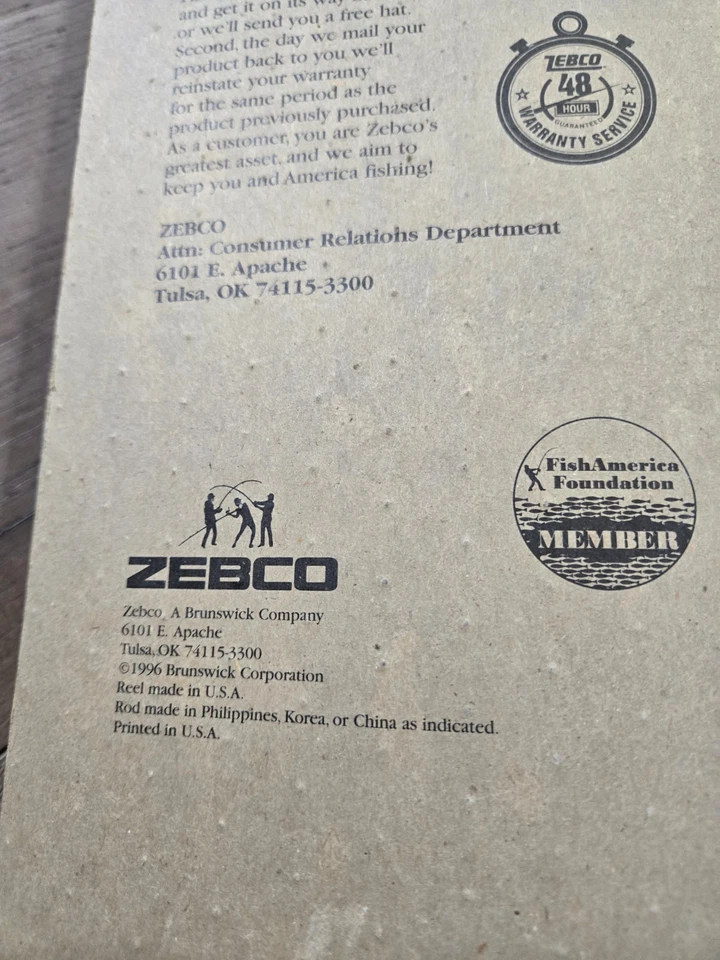 and get it on its way
or we'll send you a free hat.
Second, the day we mail your
product back to you we'll
reinstate your warranty
for the same period as the
product previously purchased.
As a customer, you are Zebco's
greatest asset, and we aim to
keep you and America fishing!
ZEBCO
48
HOUR
GUARANTEED
WARRANTY SERVICE
ZEBCO
Attn: Consumer Relations Department
6101 E. Apache
Tulsa, OK 74115-3300
FishAmerica
Foundation
MEMBER
ZEBCO
Zebco, A Brunswick Company
6101 E. Apache
Tulsa, OK 74115-3300
©1996 Brunswick Corporation
Reel made in U.S.A.
Rod made in Philippines, Korea, or China as indicated.
Printed in U.S.A.